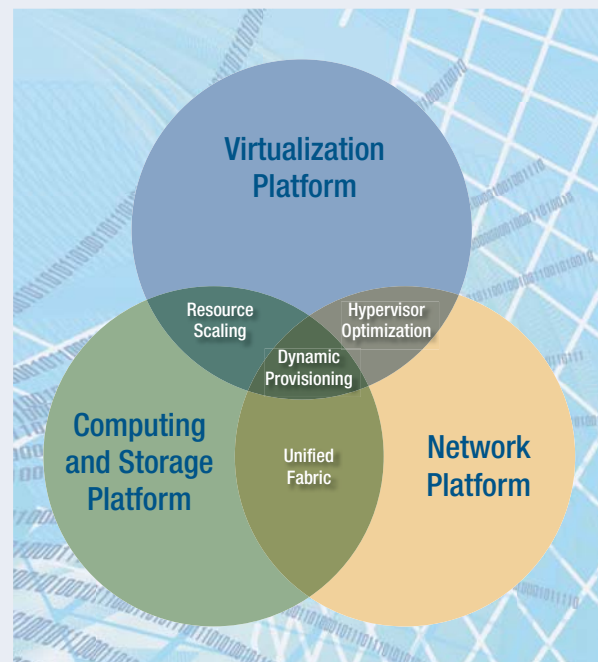 Virtualization
Platform
Resource
Scaling
Hypervisor
Optimization
Dynamic
Provisioning
Computing
and Storage
Platform
Unified
Fabric
Network
Platform